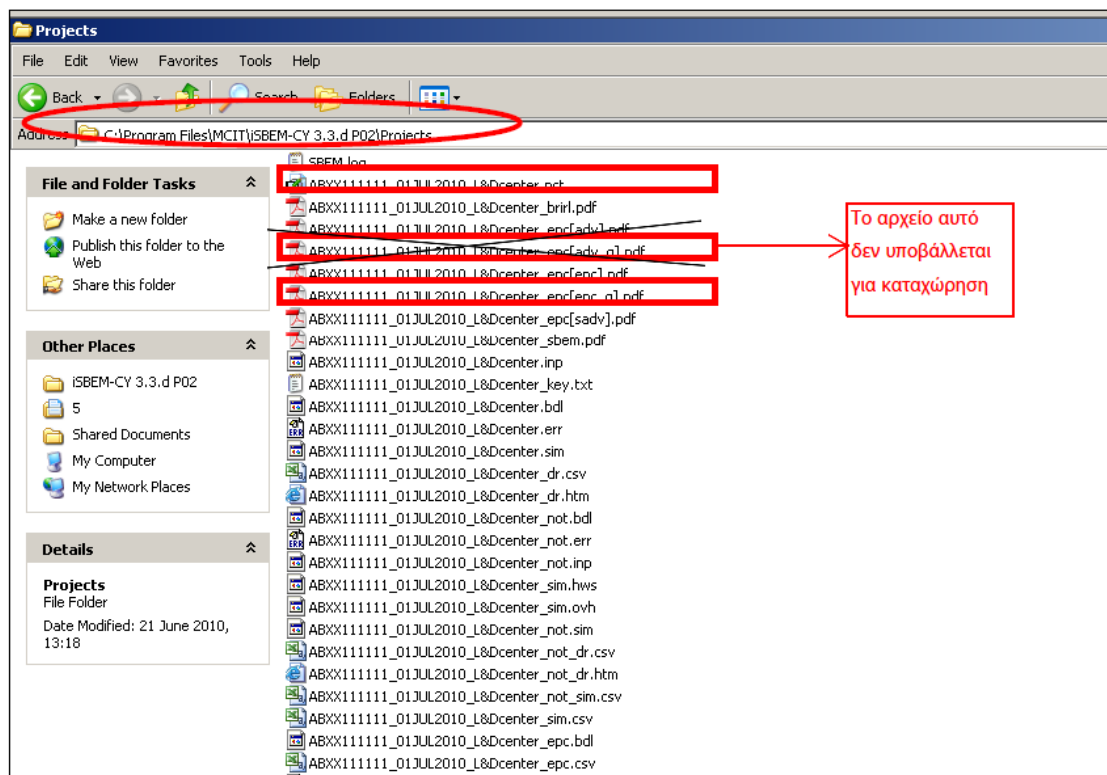 Projects
File Edit View Favorites Tools Help
Back Search Folders
Address C:\Program Files\MCIT\iSBEM-CY 3.3.d P02\Projects
File and Folder Tasks
Make a new folder
Publish this folder to the
Web
Share this folder
Other Places
iSBEM-CY 3.3.d P02
5
Shared Documents
My Computer
My Network Places
Details
Projects
File Folder
Date Modified: 21 June 2010,
13:18
SBEM.log
ABXX111111_01JUL2010_L&Dcenter.nct
ABXX111111_01JUL2010_L&Dcenter_brirl.pdf
ABXX111111_01JUL2010_L&Dcenter_epc[adv].pdf
ABXX111111_01JUL2010_L&Dcenter_epc[adv_g].pdf
ABXX111111_01JUL2010_L&Dcenter_epc[epc].pdf
ABXX111111_01JUL2010_L&Dcenter_epc[epc_g].pdf
ABXX111111_01JUL2010_L&Dcenter_epc[sadv].pdf
ABXX111111_01JUL2010_L&Dcenter_sbem.pdf
ABXX111111_01JUL2010_L&Dcenter.inp
ABXX111111_01JUL2010_L&Dcenter_key.txt
ABXX111111_01JUL2010_L&Dcenter.bdl
ABXX111111_01JUL2010_L&Dcenter.err
ABXX111111_01JUL2010_L&Dcenter.sim
ABXX111111_01JUL2010_L&Dcenter_dr.csv
ABXX111111_01JUL2010_L&Dcenter_dr.htm
ABXX111111_01JUL2010_L&Dcenter_not.bdl
ABXX111111_01JUL2010_L&Dcenter_not.err
ABXX111111_01JUL2010_L&Dcenter_not.inp
ABXX111111_01JUL2010_L&Dcenter_sim.hws
ABXX111111_01JUL2010_L&Dcenter_sim.ovh
ABXX111111_01JUL2010_L&Dcenter_not.sim
ABXX111111_01JUL2010_L&Dcenter_not_dr.csv
ABXX111111_01JUL2010_L&Dcenter_not_dr.htm
ABXX111111_01JUL2010_L&Dcenter_not_sim.csv
ABXX111111_01JUL2010_L&Dcenter_sim.csv
ABXX111111_01JUL2010_L&Dcenter_epc.bdl
ABXX111111_01JUL2010_L&Dcenter_epc.csv
Το αρχείο αυτό
δεν υποβάλλεται
για καταχώρηση